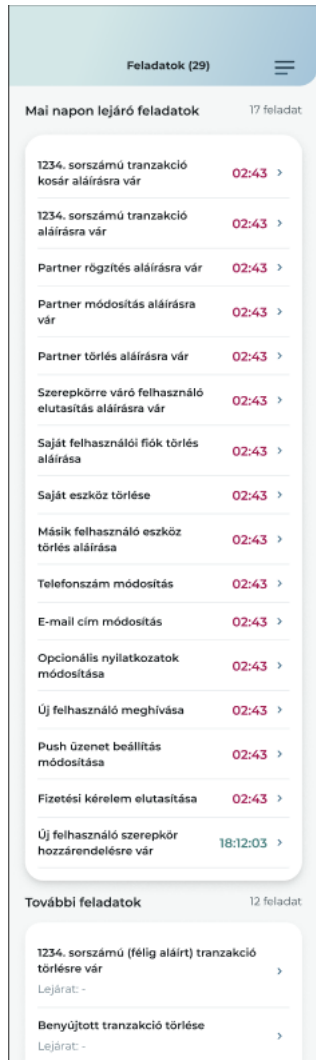 Feladatok (29)
Mai napon lejáró feladatok 17 feladat
1234. sorszámú tranzakció
kosár aláírásra vár 02:43
1234. sorszámú tranzakció
aláírásra vár 02:43
Partner rögzítés aláírásra vár 02:43
Partner módosítás aláírásra
vár 02:43
Partner törlés aláírásra vár 02:43
Szerepkörre váró felhasználó
elutasítás aláírásra vár 02:43
Saját felhasználói fiók törlés
aláírása 02:43
Saját eszköz törlése 02:43
Másik felhasználó eszköz
törlés aláírása 02:43
Telefonszám módosítás 02:43
E-mail cím módosítás 02:43
Opcionális nyilatkozatok
módosítása 02:43
Új felhasználó meghívása 02:43
Push üzenet beállítás
módosítása 02:43
Fizetési kérelem elutasítása 02:43
Új felhasználó szerepkör
hozzárendelésre vár 18:12:03
További feladatok 12 feladat
1234. sorszámú (félig aláírt) tranzakció
törlésre vár
Lejárat: -
Benyújtott tranzakció törlése
Lejárat: -